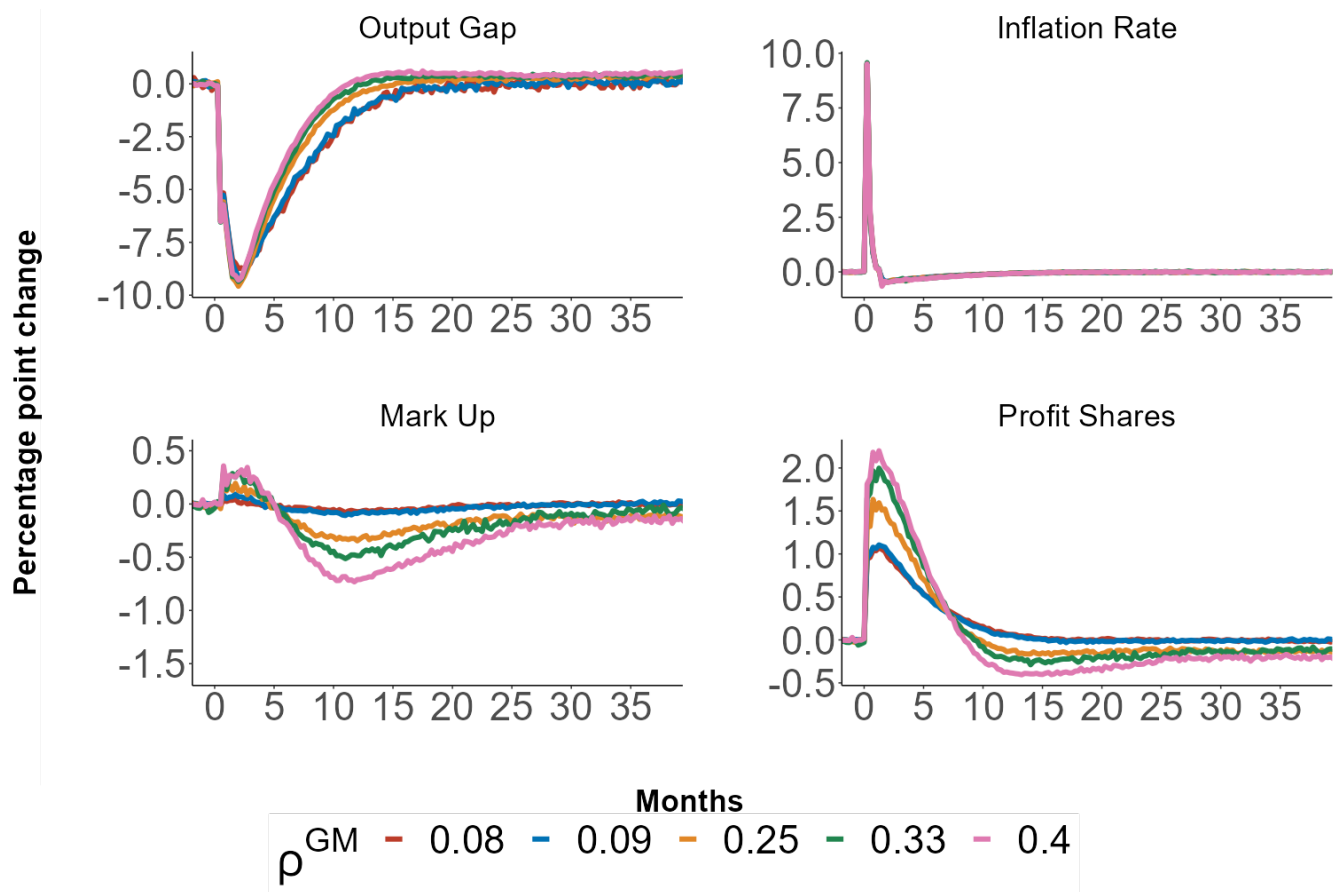 Output Gap
Inflation Rate
0.0
-2.5
-5.0
-7.5
-10.0
0 5 10 15 20 25 30 35
10.0
7.5
5.0
2.5
0.0
0 5 10 15 20 25 30 35
Percentage point change
Mark Up
Profit Shares
0.5
0.0
-0.5
-1.0
-1.5
0 5 10 15 20 25 30 35
2.0
1.5
1.0
0.5
0.0
-0.5
0 5 10 15 20 25 30 35
Months
ρGM 0.08 0.09 0.25 0.33 0.4